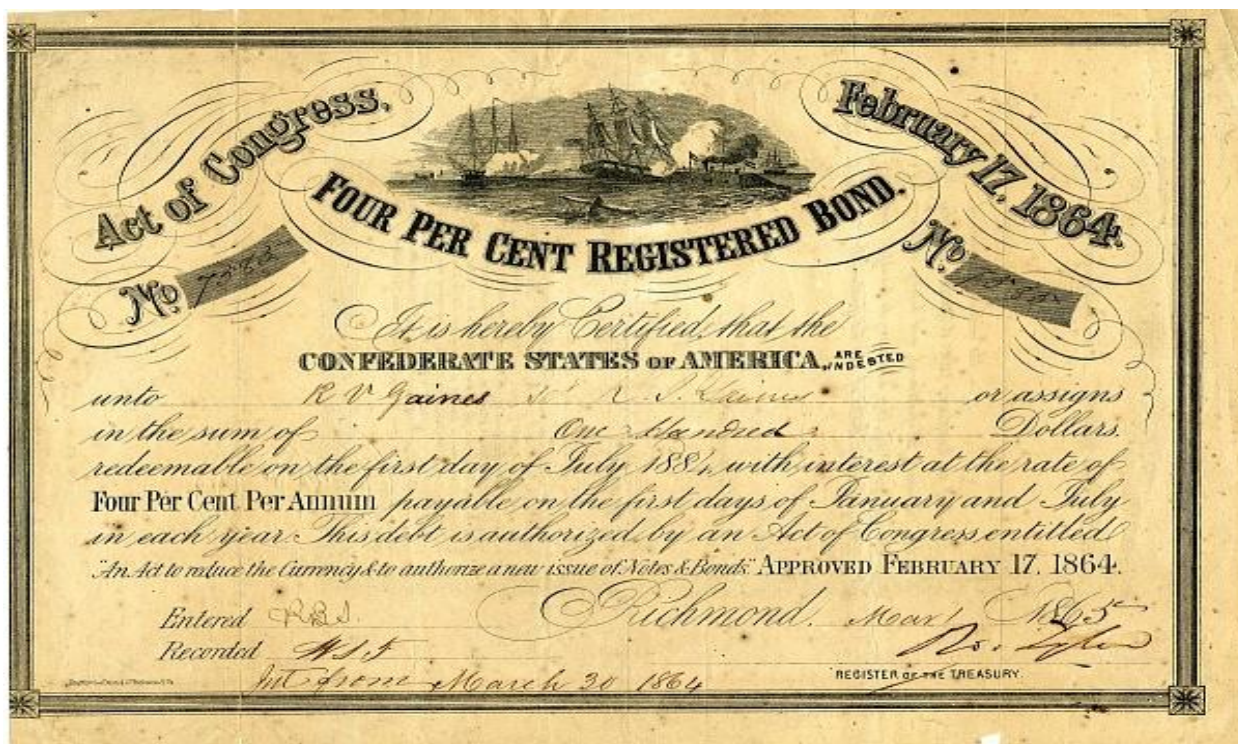 Act of Congress.
February 17, 1864.
FOUR PER CENT REGISTERED BOND.
No
No
It is hereby Certified, that the
CONFEDERATE STATES OF AMERICA, ARE INDEBTED
unto R V Gaines or assigns
in the sum of One Hundred Dollars.
redeemable on the first day of July 188 , with interest at the rate of
Four Per Cent Per Annum payable on the first days of January and July
in each year. This debt is authorized by an Act of Congress entitled
"An Act to reduce the Currency & to authorize a new issue of Notes & Bonds." APPROVED FEBRUARY 17, 1864.
Richmond. Mar 1 1865
Entered
Recorded
REGISTER OF THE TREASURY
Int from March 30 1864